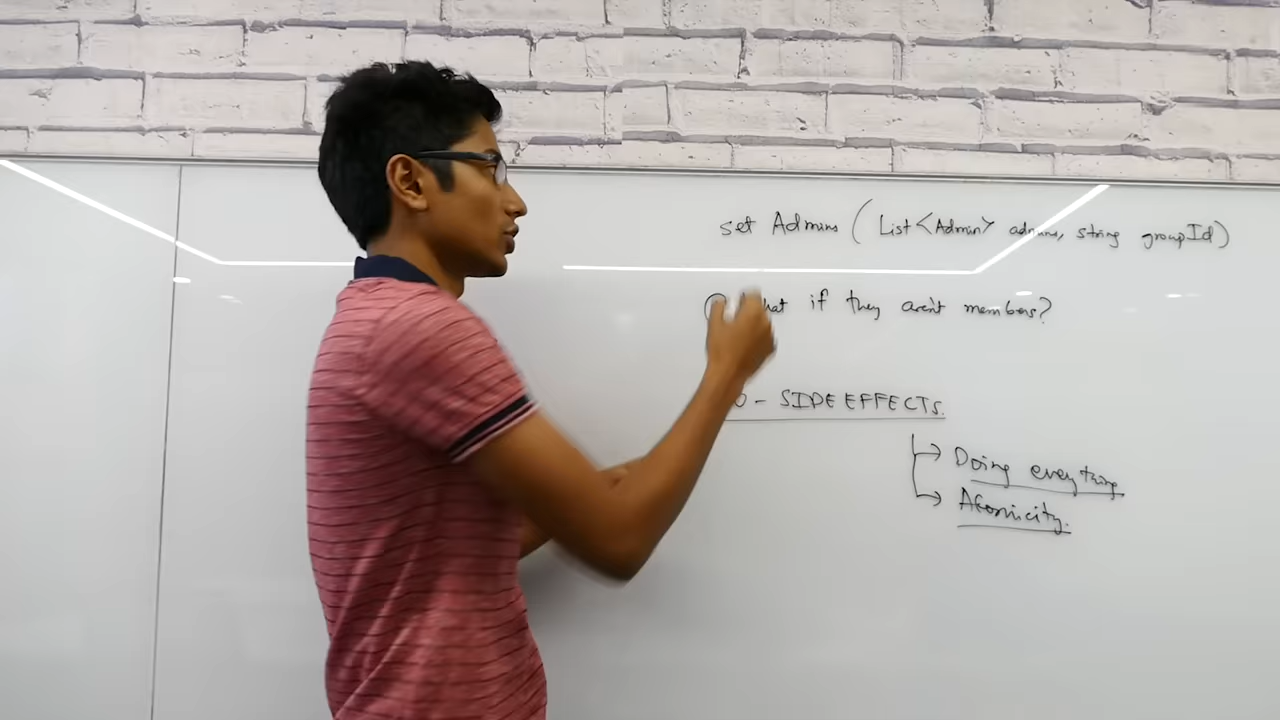 set Admins ( List<Admin> admins, string groupId)
if they aren't members?
- SIDE EFFECTS.
Doing everything
Atomicity.